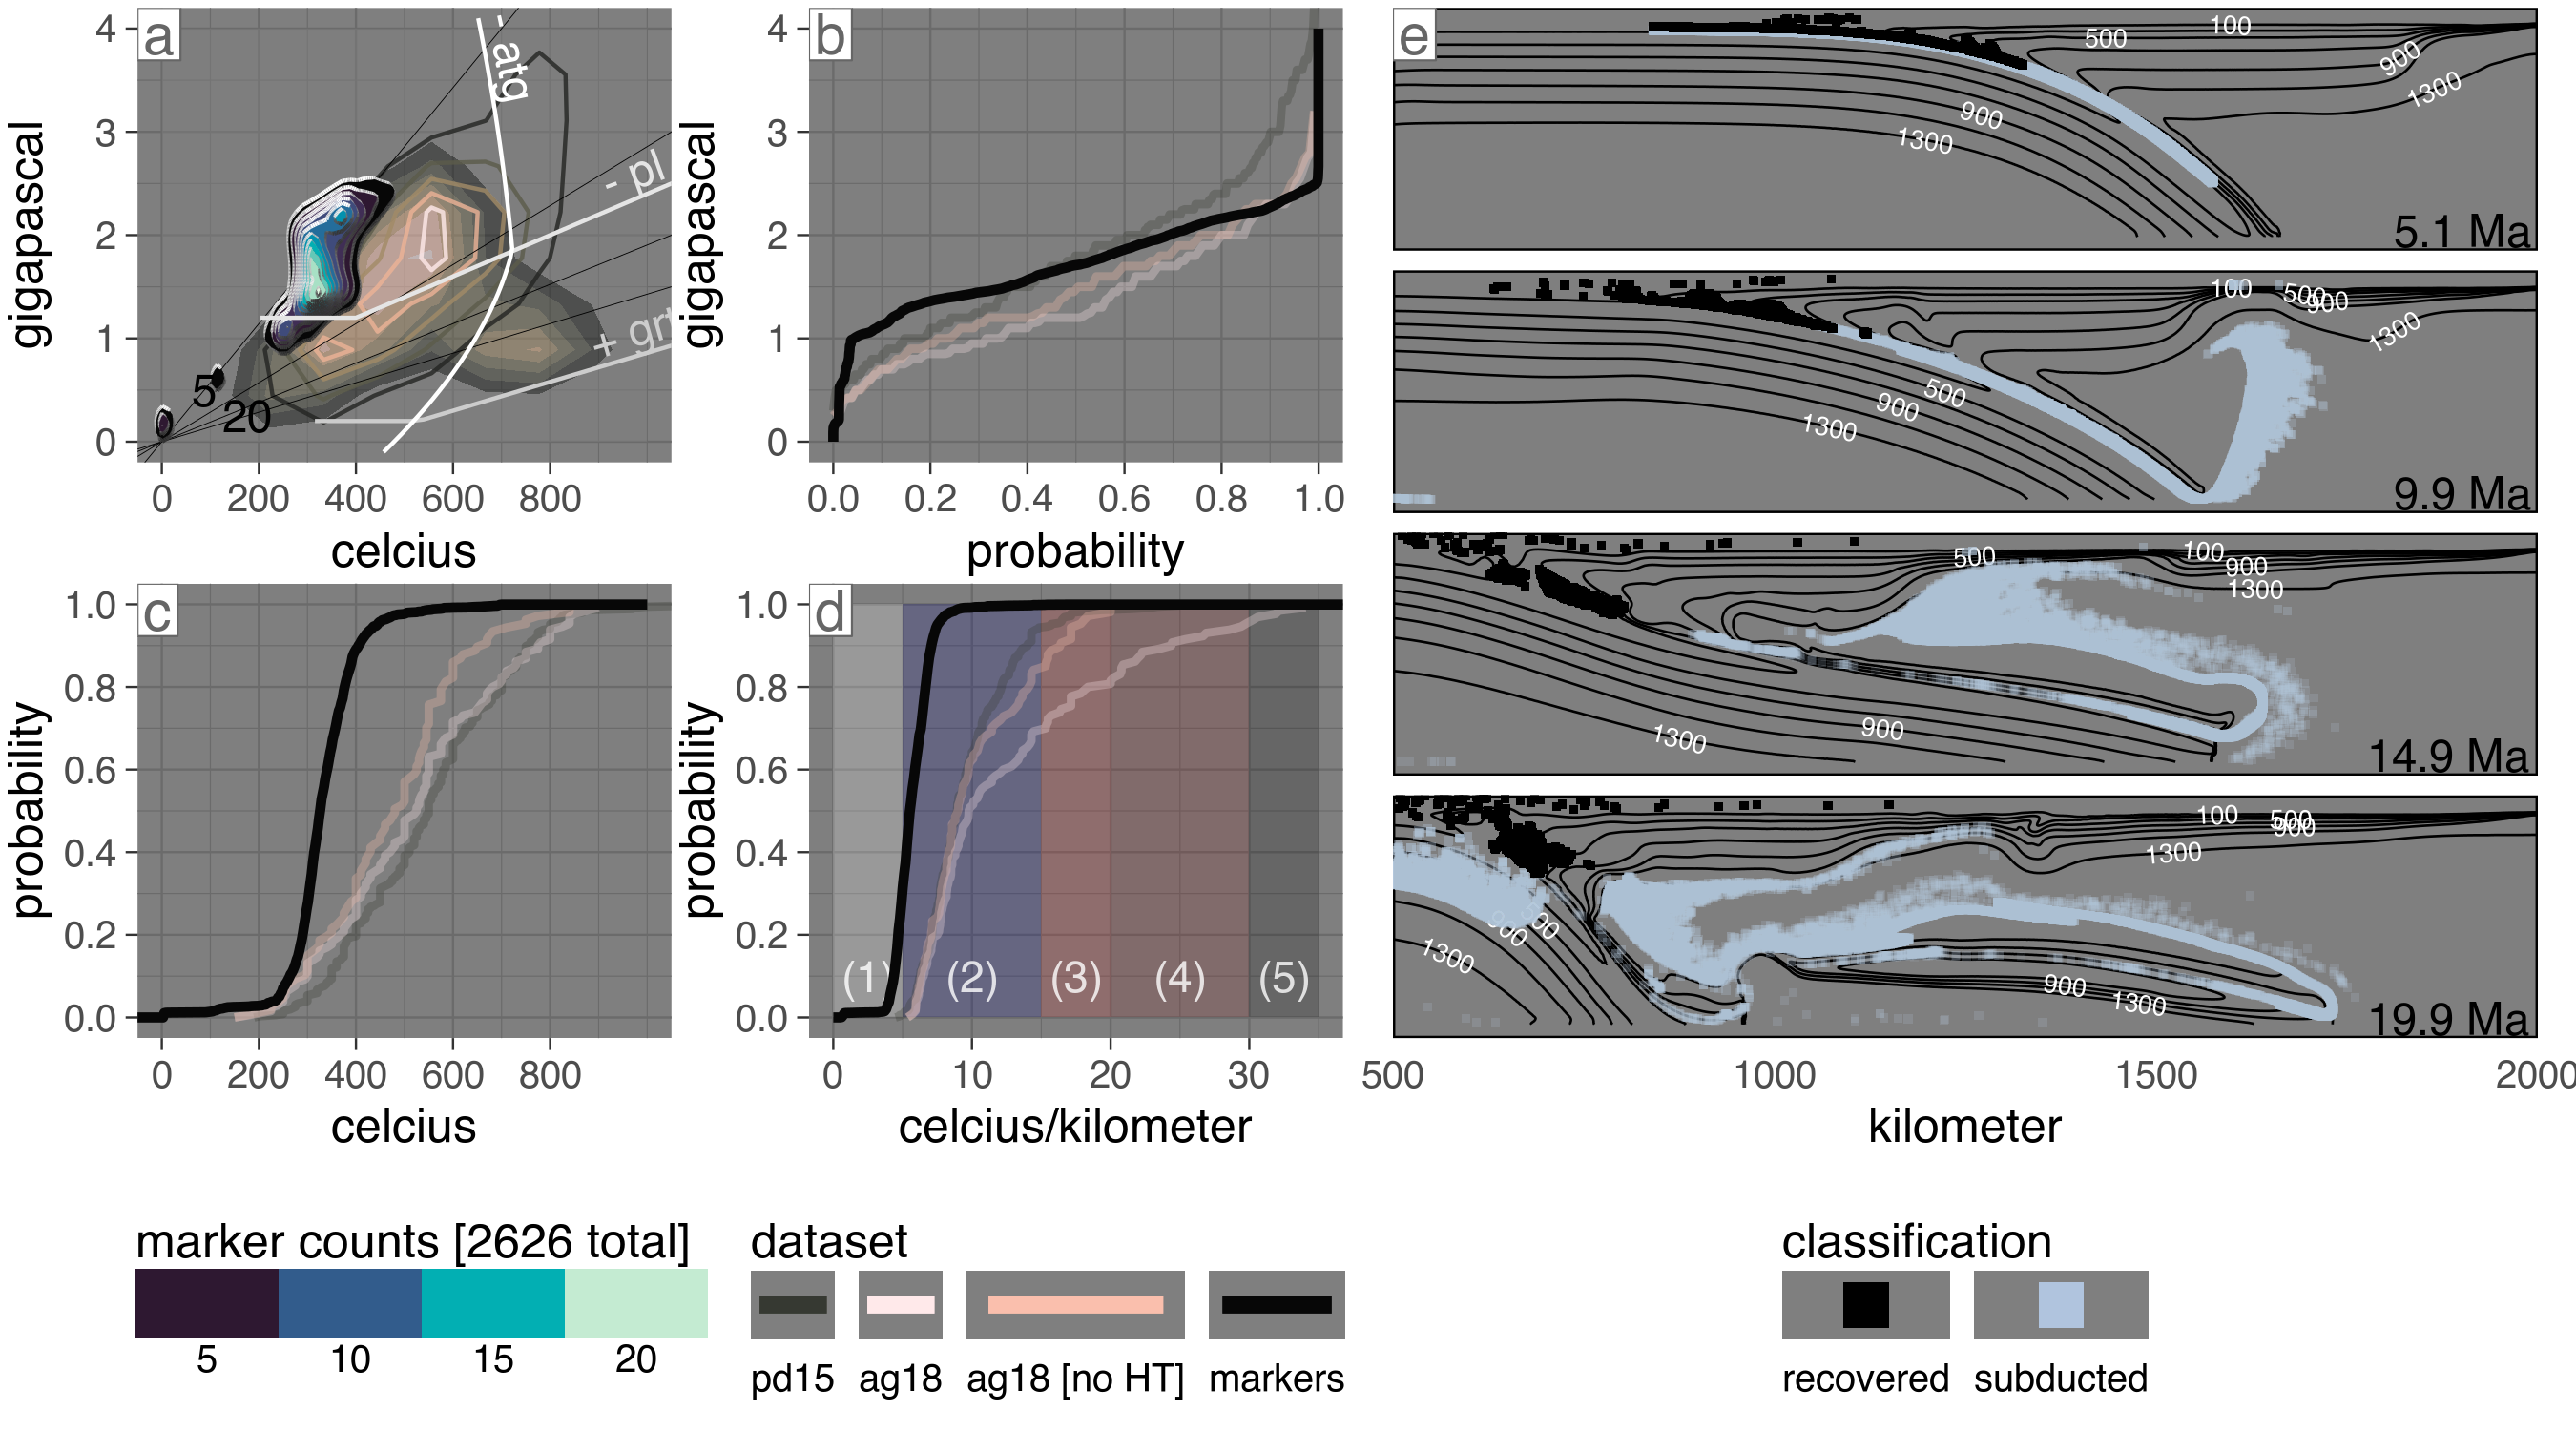 a
gigapascal
4
3
2
1
0
- atg
- pl
+ grt
5
20
0 200 400 600 800
celcius
b
gigapascal
4
3
2
1
0
0.0 0.2 0.4 0.6 0.8 1.0
probability
c
probability
1.0
0.8
0.6
0.4
0.2
0.0
0 200 400 600 800
celcius
d
probability
1.0
0.8
0.6
0.4
0.2
0.0
(1) (2) (3) (4) (5)
0 10 20 30
celcius/kilometer
e
100
500
900
1300
900
1300
5.1 Ma
100
500
900
1300
500
900
1300
9.9 Ma
500
100
900
1300
900
1300
14.9 Ma
100
500
900
1300
500
900
1300
900
1300
19.9 Ma
500 1000 1500 2000
kilometer
marker counts [2626 total]
5 10 15 20
dataset
pd15 ag18 ag18 [no HT] markers
classification
recovered subducted